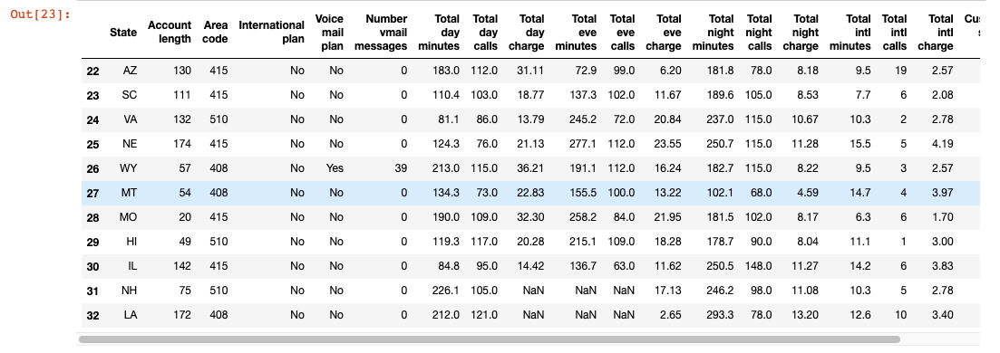 Out[23]:
State Account length Area code International plan Voice mail plan Number vmail messages Total day minutes Total day calls Total day charge Total eve minutes Total eve calls Total eve charge Total night minutes Total night calls Total night charge Total intl minutes Total intl calls Total intl charge
22 AZ 130 415 No No 0 183.0 112.0 31.11 72.9 99.0 6.20 181.8 78.0 8.18 9.5 19 2.57
23 SC 111 415 No No 0 110.4 103.0 18.77 137.3 102.0 11.67 189.6 105.0 8.53 7.7 6 2.08
24 VA 132 510 No No 0 81.1 86.0 13.79 245.2 72.0 20.84 237.0 115.0 10.67 10.3 2 2.78
25 NE 174 415 No No 0 124.3 76.0 21.13 277.1 112.0 23.55 250.7 115.0 11.28 15.5 5 4.19
26 WY 57 408 No Yes 39 213.0 115.0 36.21 191.1 112.0 16.24 182.7 115.0 8.22 9.5 3 2.57
27 MT 54 408 No No 0 134.3 73.0 22.83 155.5 100.0 13.22 102.1 68.0 4.59 14.7 4 3.97
28 MO 20 415 No No 0 190.0 109.0 32.30 258.2 84.0 21.95 181.5 102.0 8.17 6.3 6 1.70
29 HI 49 510 No No 0 119.3 117.0 20.28 215.1 109.0 18.28 178.7 90.0 8.04 11.1 1 3.00
30 IL 142 415 No No 0 84.8 95.0 14.42 136.7 63.0 11.62 250.5 148.0 11.27 14.2 6 3.83
31 NH 75 510 No No 0 226.1 105.0 NaN NaN NaN 17.13 246.2 98.0 11.08 10.3 5 2.78
32 LA 172 408 No No 0 212.0 121.0 NaN NaN NaN 2.65 293.3 78.0 13.20 12.6 10 3.40